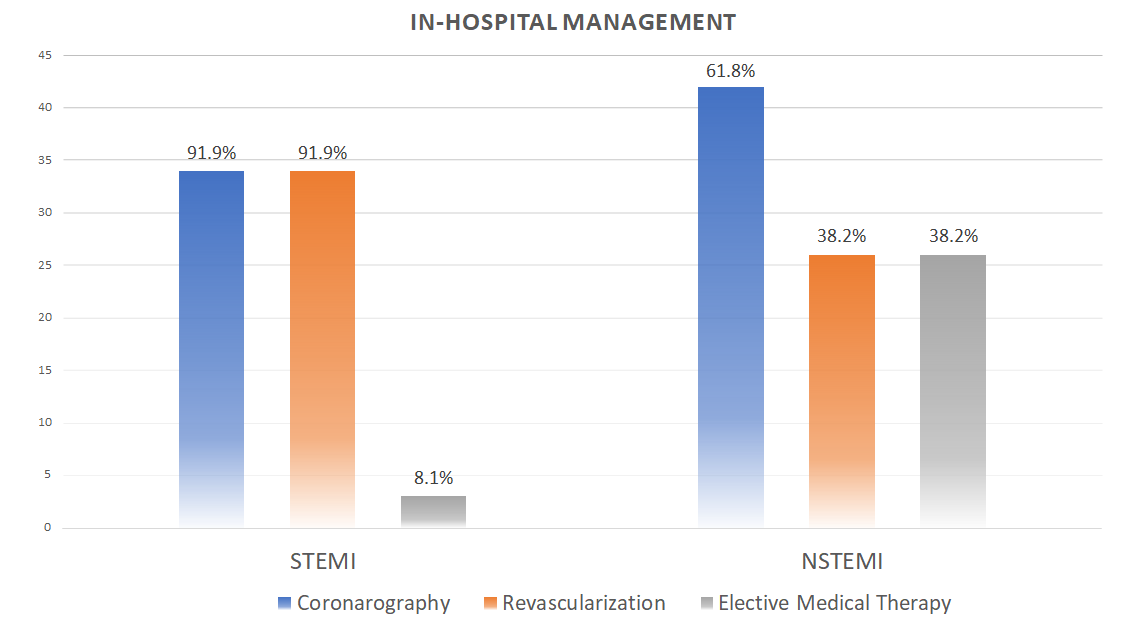 IN-HOSPITAL MANAGEMENT
45
40
35
30
25
20
15
10
5
0
91.9%
91.9%
8.1%
61.8%
38.2%
38.2%
STEMI
NSTEMI
Coronarography
Revascularization
Elective Medical Therapy